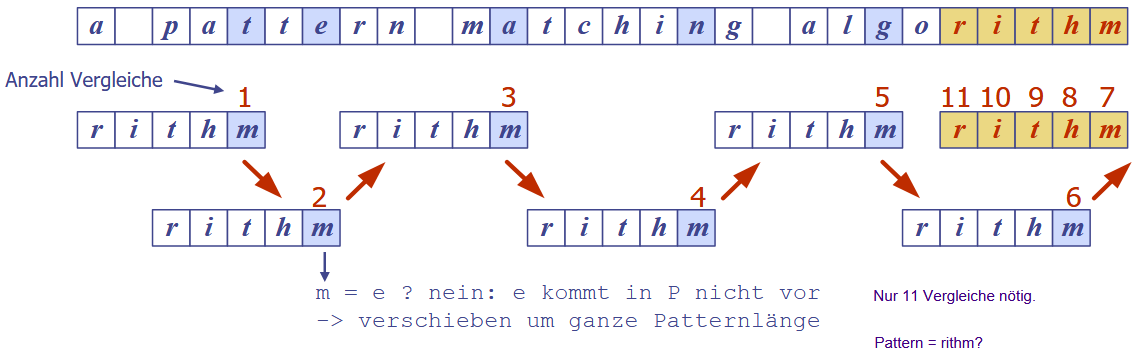 a pattern matching algorithm
Anzahl Vergleiche
1 3 5 11 10 9 8 7
rithm rithm rithm rithm
2 4 6
rithm rithm rithm
m = e ? nein: e kommt in P nicht vor
-> verschieben um ganze Patternlänge
Nur 11 Vergleiche nötig.
Pattern = rithm?